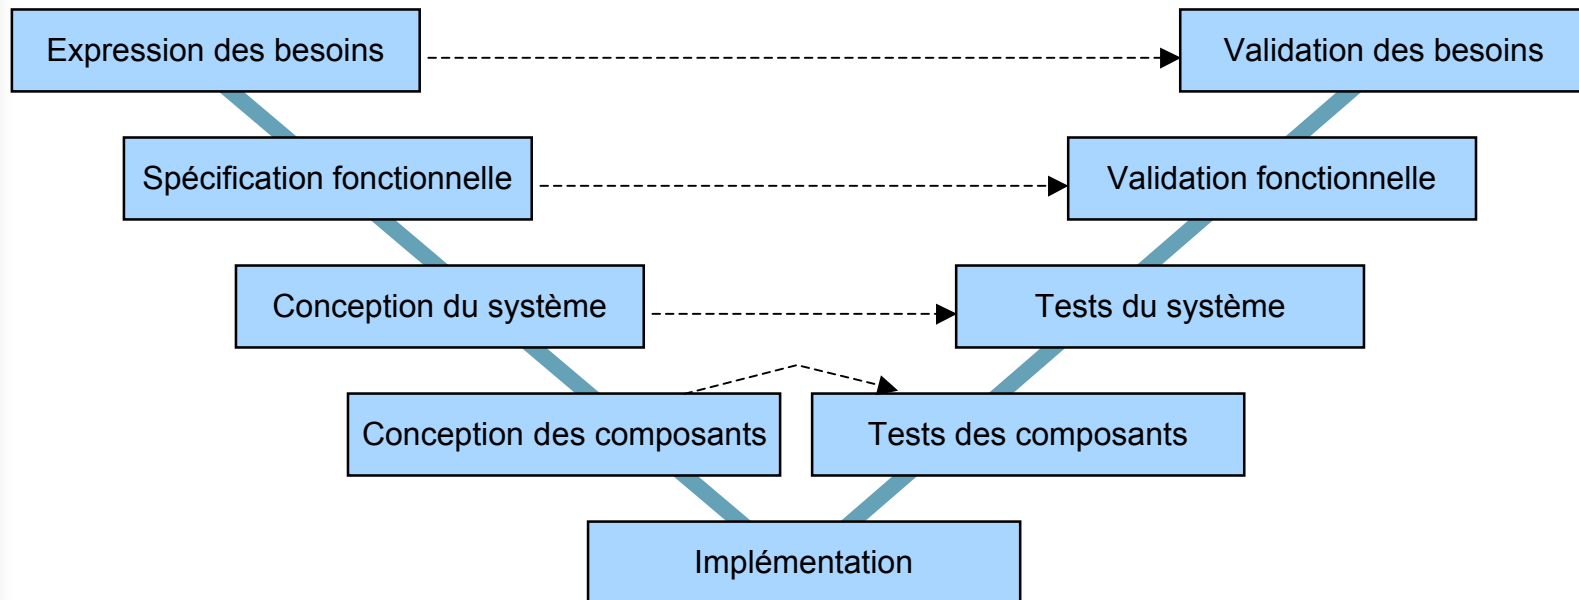 Expression des besoins
Validation des besoins
Spécification fonctionnelle
Validation fonctionnelle
Conception du système
Tests du système
Conception des composants
Tests des composants
Implémentation